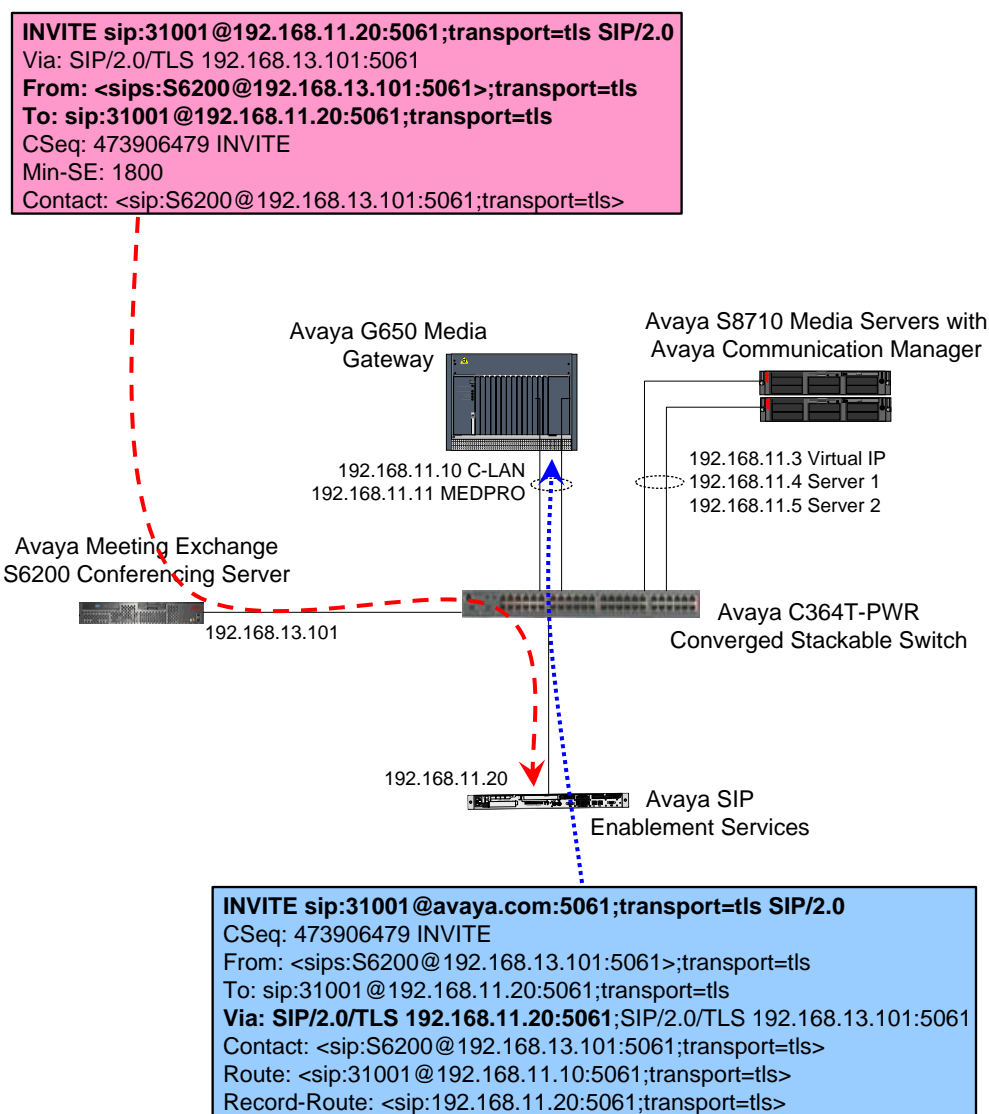 INVITE sip:31001@192.168.11.20:5061;transport=tls SIP/2.0
Via: SIP/2.0/TLS 192.168.13.101:5061
From: <sips:S6200@192.168.13.101:5061>;transport=tls
To: sip:31001@192.168.11.20:5061;transport=tls
CSeq: 473906479 INVITE
Min-SE: 1800
Contact: <sip:S6200@192.168.13.101:5061;transport=tls>
Avaya G650 Media
Gateway
Avaya S8710 Media Servers with
Avaya Communication Manager
192.168.11.10 C-LAN
192.168.11.11 MEDPRO
192.168.11.3 Virtual IP
192.168.11.4 Server 1
192.168.11.5 Server 2
Avaya Meeting Exchange
S6200 Conferencing Server
192.168.13.101
Avaya C364T-PWR
Converged Stackable Switch
192.168.11.20
Avaya SIP
Enablement Services
INVITE sip:31001@avaya.com:5061;transport=tls SIP/2.0
CSeq: 473906479 INVITE
From: <sips:S6200@192.168.13.101:5061>;transport=tls
To: sip:31001@192.168.11.20:5061;transport=tls
Via: SIP/2.0/TLS 192.168.11.20:5061;SIP/2.0/TLS 192.168.13.101:5061
Contact: <sip:S6200@192.168.13.101:5061;transport=tls>
Route: <sip:31001@192.168.11.10:5061;transport=tls>
Record-Route: <sip:192.168.11.20:5061;transport=tls>